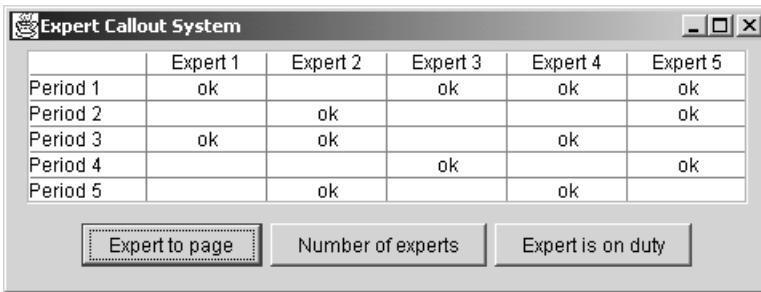 Expert Callout System
Expert 1 Expert 2 Expert 3 Expert 4 Expert 5
Period 1 ok ok ok ok
Period 2 ok ok
Period 3 ok ok ok
Period 4 ok ok
Period 5 ok ok
Expert to page Number of experts Expert is on duty